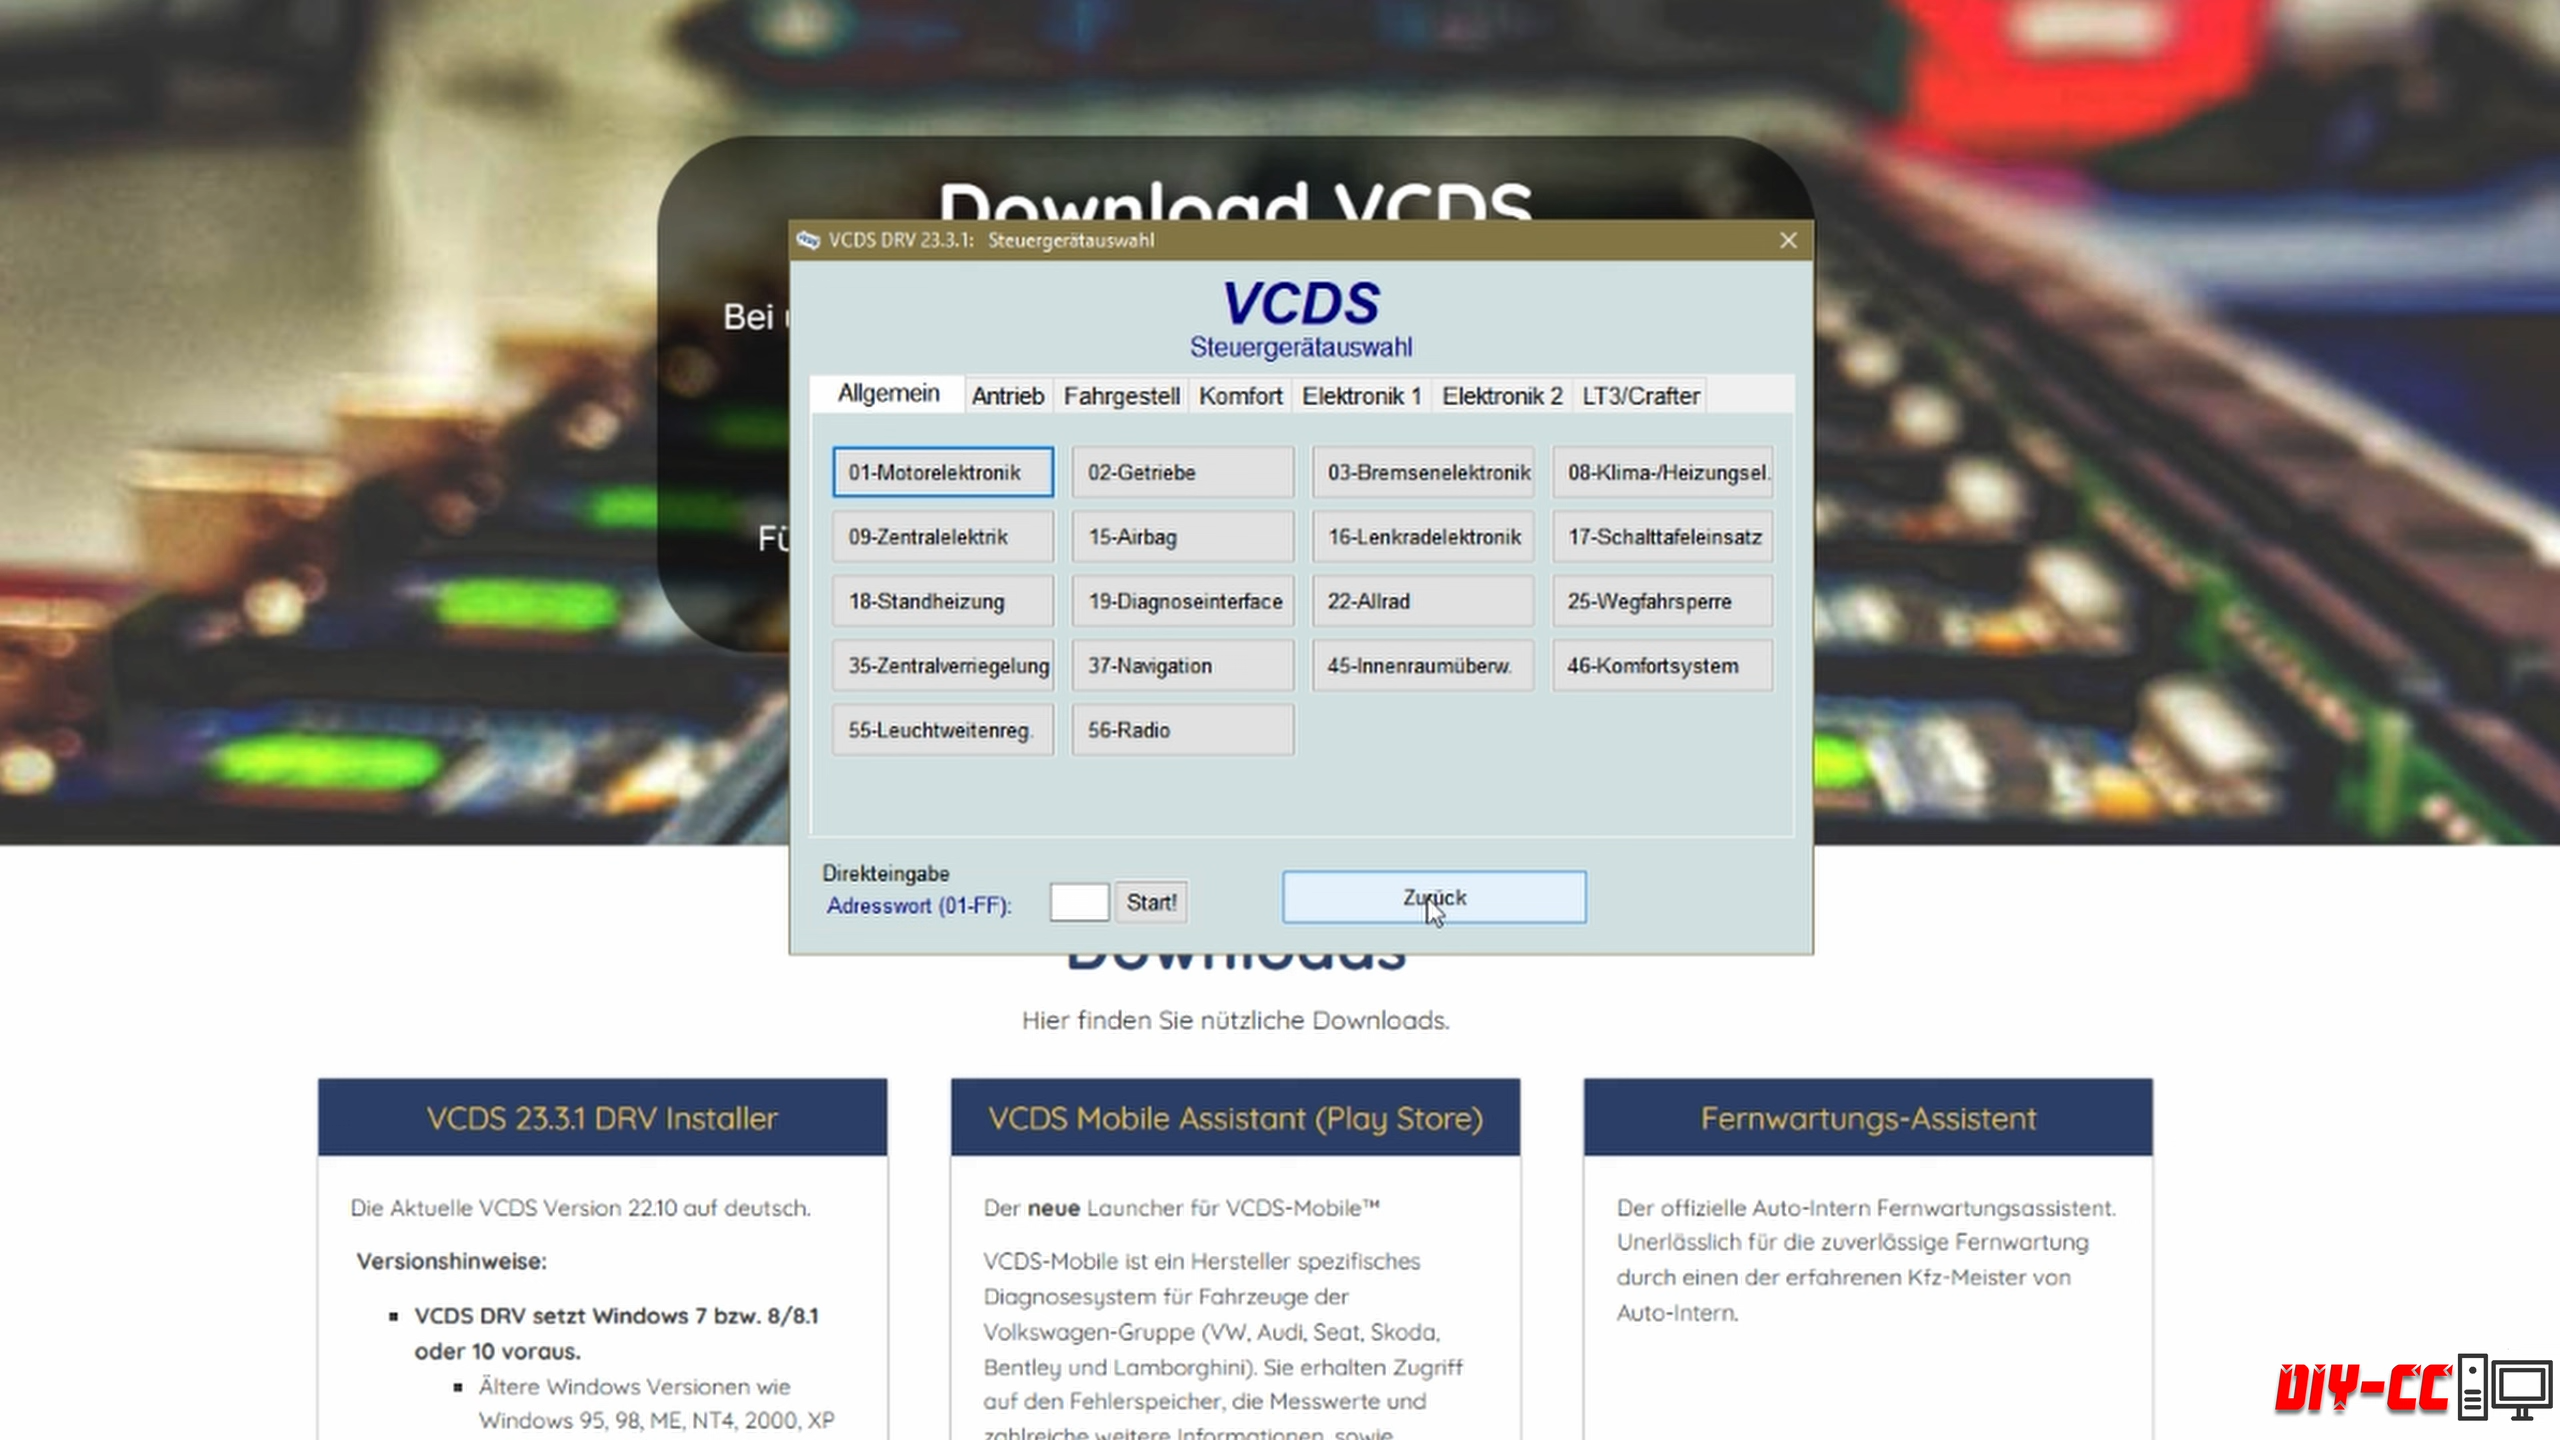 Download VCDS
Bei
VCDS DRV 23.3.1: Steuergerätauswahl
VCDS
Steuergerätauswahl
Allgemein Antrieb Fahrgestell Komfort Elektronik 1 Elektronik 2 LT3/Crafter
01-Motorelektronik 02-Getriebe 03-Bremsenelektronik 08-Klima-/Heizungsel.
09-Zentralelektrik 15-Airbag 16-Lenkradelektronik 17-Schalttafeleinsatz
18-Standheizung 19-Diagnoseinterface 22-Allrad 25-Wegfahrsperre
35-Zentralverriegelung 37-Navigation 45-Innenraumüberw. 46-Komfortsystem
55-Leuchtweitenreg. 56-Radio
Direkteingabe
Adresswort (01-FF): Start! Zurück
Downloads
Hier finden Sie nützliche Downloads.
VCDS 23.3.1 DRV Installer
Die Aktuelle VCDS Version 22.10 auf deutsch.
Versionshinweise:
VCDS DRV setzt Windows 7 bzw. 8/8.1
oder 10 voraus.
Ältere Windows Versionen wie
Windows 95, 98, ME, NT4, 2000, XP
VCDS Mobile Assistant (Play Store)
Der neue Launcher für VCDS-Mobile™
VCDS-Mobile ist ein Hersteller spezifisches
Diagnosesystem für Fahrzeuge der
Volkswagen-Gruppe (VW, Audi, Seat, Skoda,
Bentley und Lamborghini). Sie erhalten Zugriff
auf den Fehlerspeicher, die Messwerte und
zahlreiche weitere Informationen, sowie
Fernwartungs-Assistent
Der offizielle Auto-Intern Fernwartungsassistent.
Unerlässlich für die zuverlässige Fernwartung
durch einen der erfahrenen Kfz-Meister von
Auto-Intern.
DIY-CC